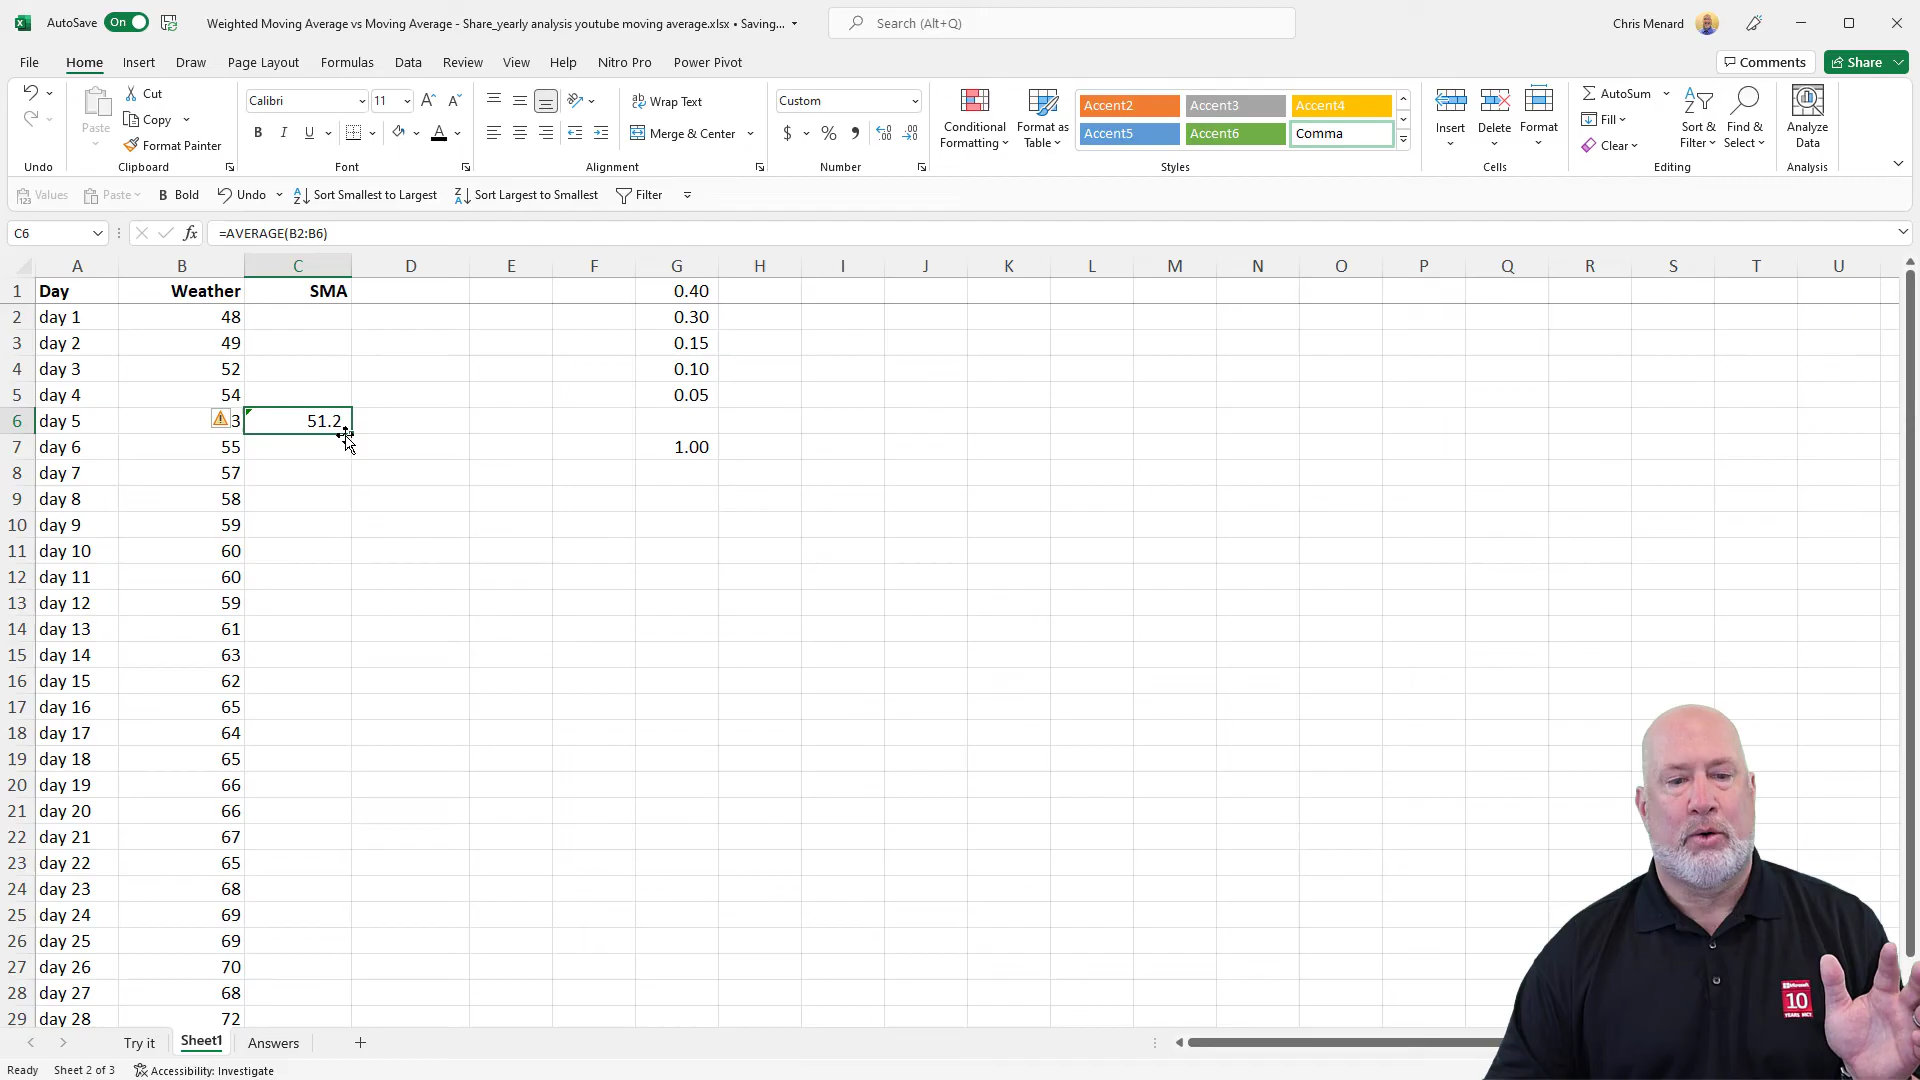 AutoSave On Weighted Moving Average vs Moving Average - Share_yearly analysis youtube moving average.xlsx • Saving... Search (Alt+Q) Chris Menard
File Home Insert Draw Page Layout Formulas Data Review View Help Nitro Pro Power Pivot Comments Share
Paste Cut Copy Format Painter
Calibri 11 B I U A
Wrap Text Merge & Center
Custom $ % 9
Conditional Formatting Format as Table
Accent2 Accent3 Accent4
Accent5 Accent6 Comma
Insert Delete Format
AutoSum Fill Clear Sort & Filter Find & Select Analyze Data
Undo Clipboard Font Alignment Number Styles Cells Editing Analysis
Values Paste B Bold Undo Sort Smallest to Largest Sort Largest to Smallest Filter
C6 fx =AVERAGE(B2:B6)
A B C D E F G H I J K L M N O P Q R S T U
1 Day Weather SMA 0.40
2 day 1 48 0.30
3 day 2 49 0.15
4 day 3 52 0.10
5 day 4 54 0.05
6 day 5 3 51.2
7 day 6 55 1.00
8 day 7 57
9 day 8 58
10 day 9 59
11 day 10 60
12 day 11 60
13 day 12 59
14 day 13 61
15 day 14 63
16 day 15 62
17 day 16 65
18 day 17 64
19 day 18 65
20 day 19 66
21 day 20 66
22 day 21 67
23 day 22 65
24 day 23 68
25 day 24 69
26 day 25 69
27 day 26 70
28 day 27 68
29 day 28 72
Try it Sheet1 Answers
Ready Sheet 2 of 3 Accessibility: Investigate
Microsoft
10
YEARS MCT